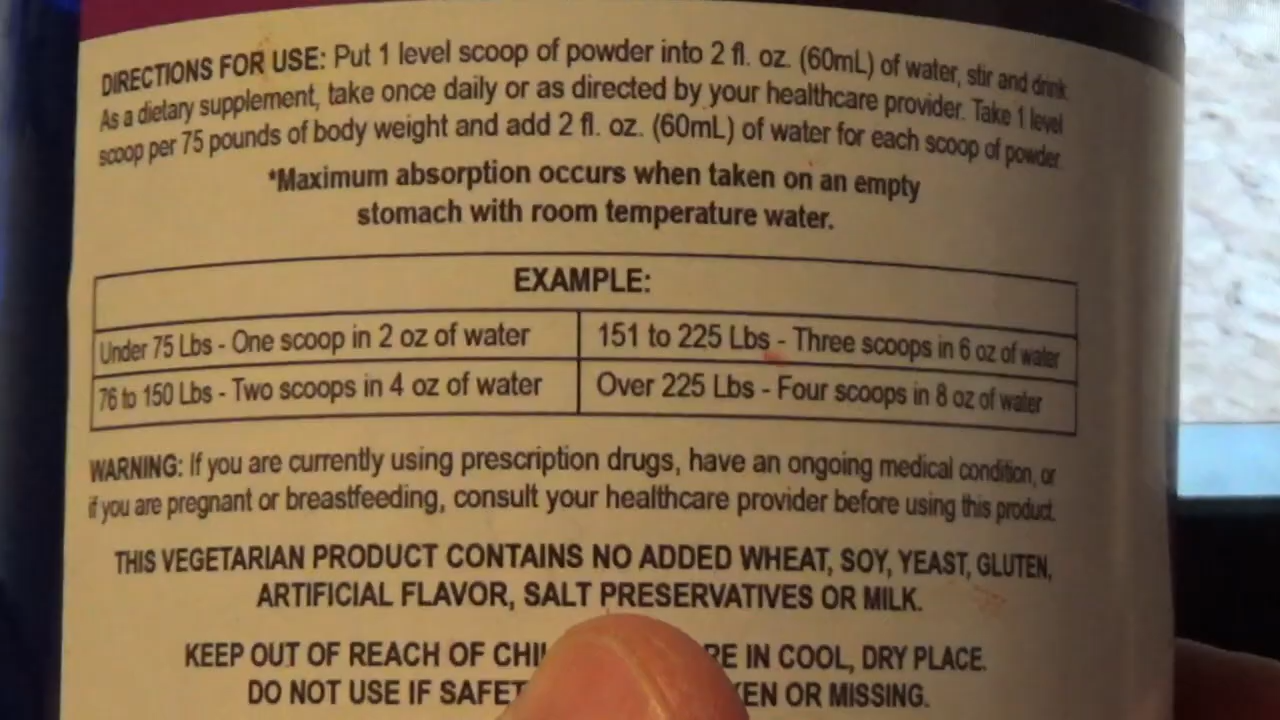 DIRECTIONS FOR USE: Put 1 level scoop of powder into 2 fl. oz. (60mL) of water, stir and drink.
As a dietary supplement, take once daily or as directed by your healthcare provider. Take 1 level
scoop per 75 pounds of body weight and add 2 fl. oz. (60mL) of water for each scoop of powder.
*Maximum absorption occurs when taken on an empty
stomach with room temperature water.
EXAMPLE:
Under 75 Lbs - One scoop in 2 oz of water
151 to 225 Lbs - Three scoops in 6 oz of water
76 to 150 Lbs - Two scoops in 4 oz of water
Over 225 Lbs - Four scoops in 8 oz of water
WARNING: If you are currently using prescription drugs, have an ongoing medical condition, or
if you are pregnant or breastfeeding, consult your healthcare provider before using this product.
THIS VEGETARIAN PRODUCT CONTAINS NO ADDED WHEAT, SOY, YEAST, GLUTEN,
ARTIFICIAL FLAVOR, SALT PRESERVATIVES OR MILK.
KEEP OUT OF REACH OF IN COOL, DRY PLACE.
DO NOT USE IF OR MISSING.